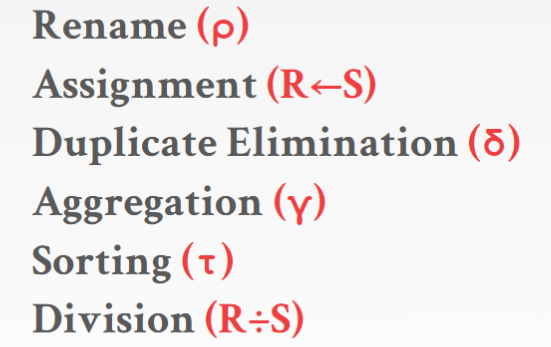 Rename (ρ)
Assignment (R←S)
Duplicate Elimination (δ)
Aggregation (γ)
Sorting (τ)
Division (R÷S)